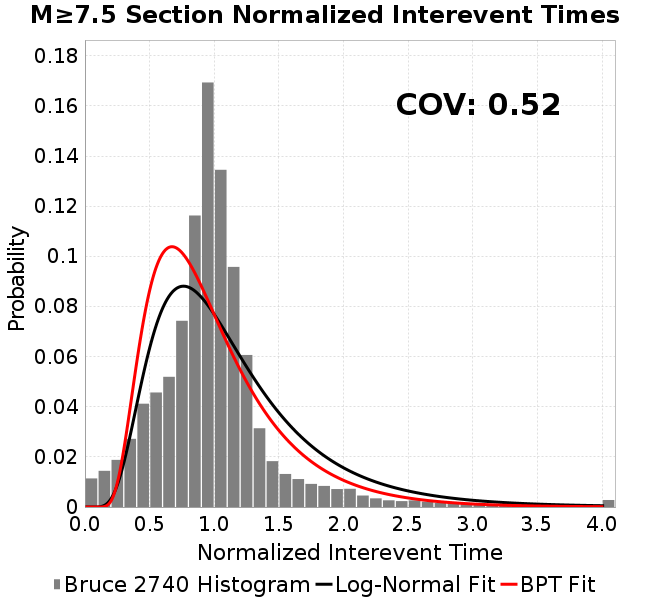 M≥7.5 Section Normalized Interevent Times
COV: 0.52
Probability
0.18
0.16
0.14
0.12
0.1
0.08
0.06
0.04
0.02
0
0.0 0.5 1.0 1.5 2.0 2.5 3.0 3.5 4.0
Normalized Interevent Time
Bruce 2740 Histogram Log-Normal Fit BPT Fit